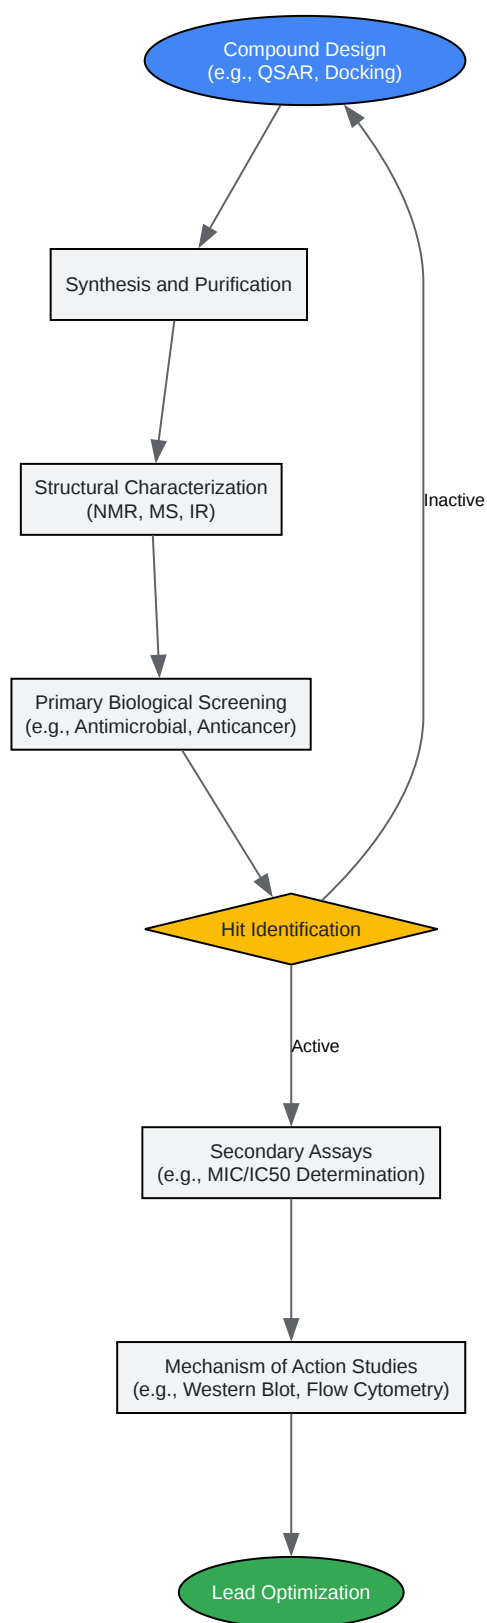 Compound Design
(e.g., QSAR, Docking)
Synthesis and Purification
Structural Characterization
(NMR, MS, IR)
Inactive
Primary Biological Screening
(e.g., Antimicrobial, Anticancer)
Hit Identification
Active
Secondary Assays
(e.g., MIC/IC50 Determination)
Mechanism of Action Studies
(e.g., Western Blot, Flow Cytometry)
Lead Optimization